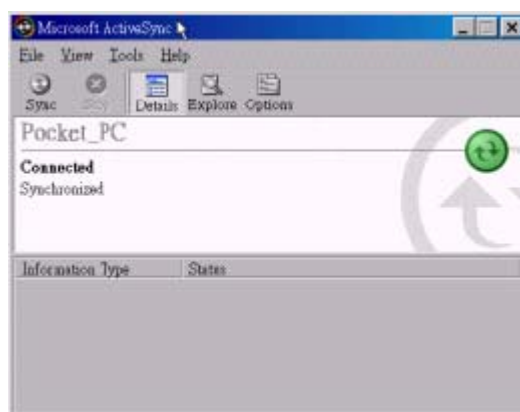 Microsoft ActiveSync
File View Tools Help
Sync Stop Details Explore Options
Pocket_PC
Connected
Synchronized
Information Type Status